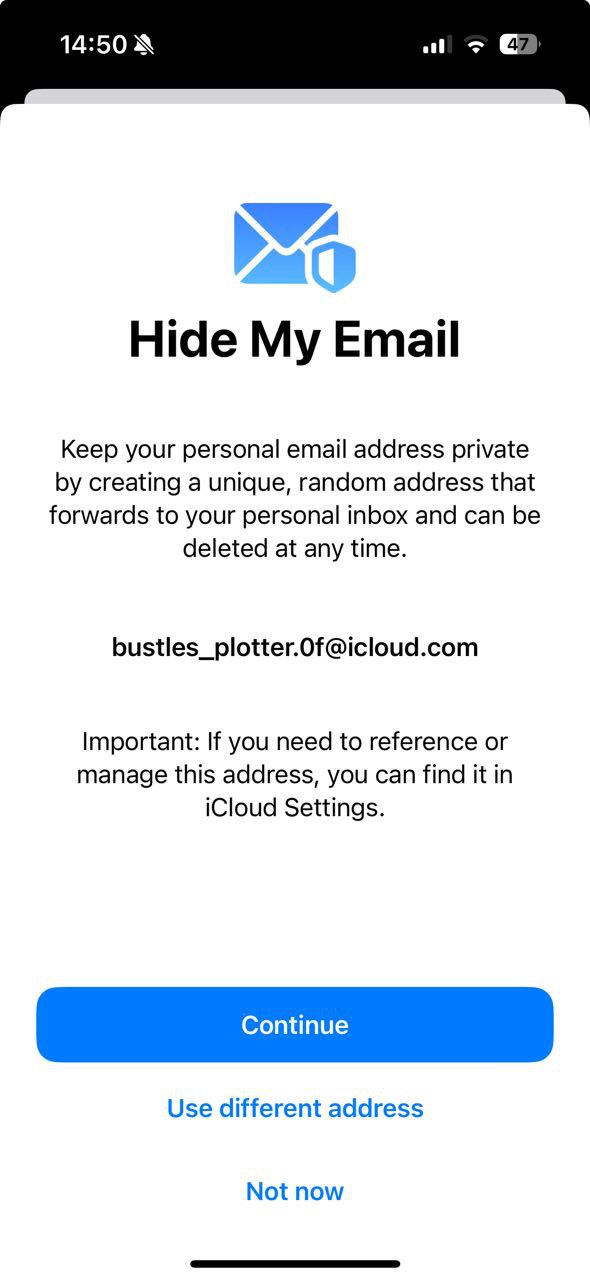 14:50
47
Hide My Email
Keep your personal email address private
by creating a unique, random address that
forwards to your personal inbox and can be
deleted at any time.
bustles_plotter.0f@icloud.com
Important: If you need to reference or
manage this address, you can find it in
iCloud Settings.
Continue
Use different address
Not now